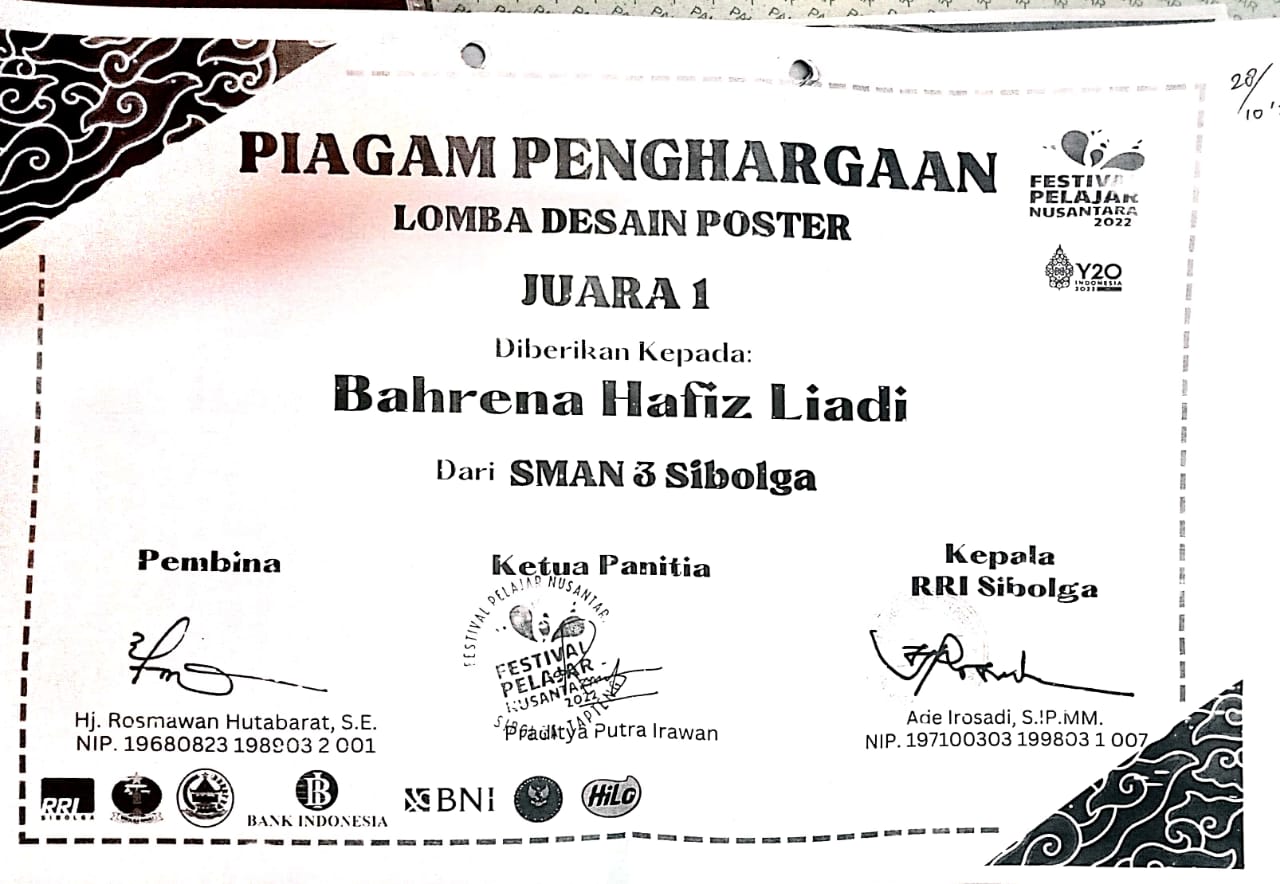 28/
10 '
PIAGAM PENGHARGAAN
LOMBA DESAIN POSTER
FESTIVAL
PELAJAR
NUSANTARA
2022
Y20
INDONESIA
2022
JUARA 1
Diberikan Kepada:
Bahrena Hafiz Liadi
Dari SMAN 3 Sibolga
Pembina
Ketua Panitia
Kepala
RRI Sibolga
FESTIVAL PELAJAR NUSANTARA
FESTIVAL
PELAJAR
NUSANTARA
2022
Hj. Rosmawan Hutabarat, S.E.
NIP. 19680823 198903 2 001
Praditya Putra Irawan
Ade Irosadi, S.IP.MM.
NIP. 197100303 199803 1 007
RRI
SIBOLGA
BANK INDONESIA
BNI
HiLo